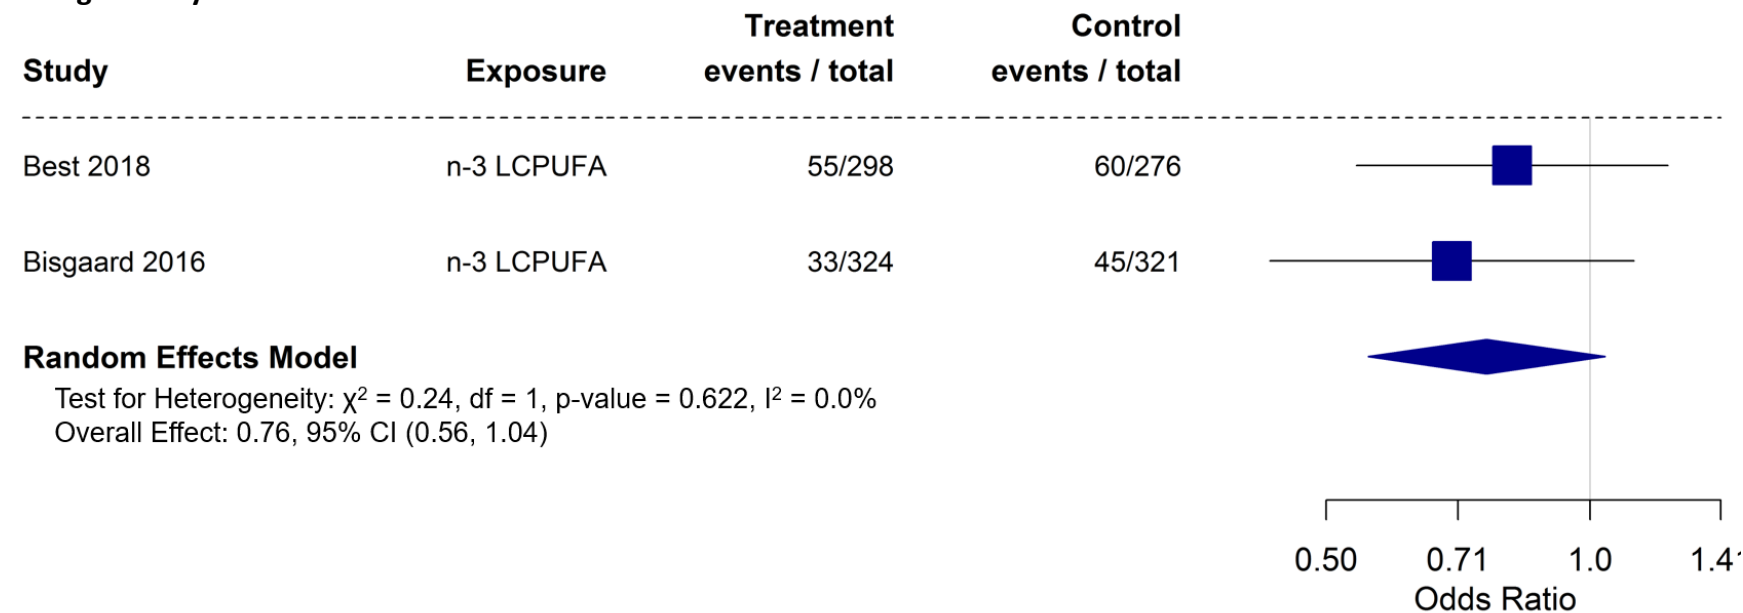 Treatment Control
Study Exposure events / total events / total
Best 2018 n-3 LCPUFA 55/298 60/276
Bisgaard 2016 n-3 LCPUFA 33/324 45/321
Random Effects Model
Test for Heterogeneity: χ² = 0.24, df = 1, p-value = 0.622, I² = 0.0%
Overall Effect: 0.76, 95% CI (0.56, 1.04)
0.50 0.71 1.0 1.41
Odds Ratio